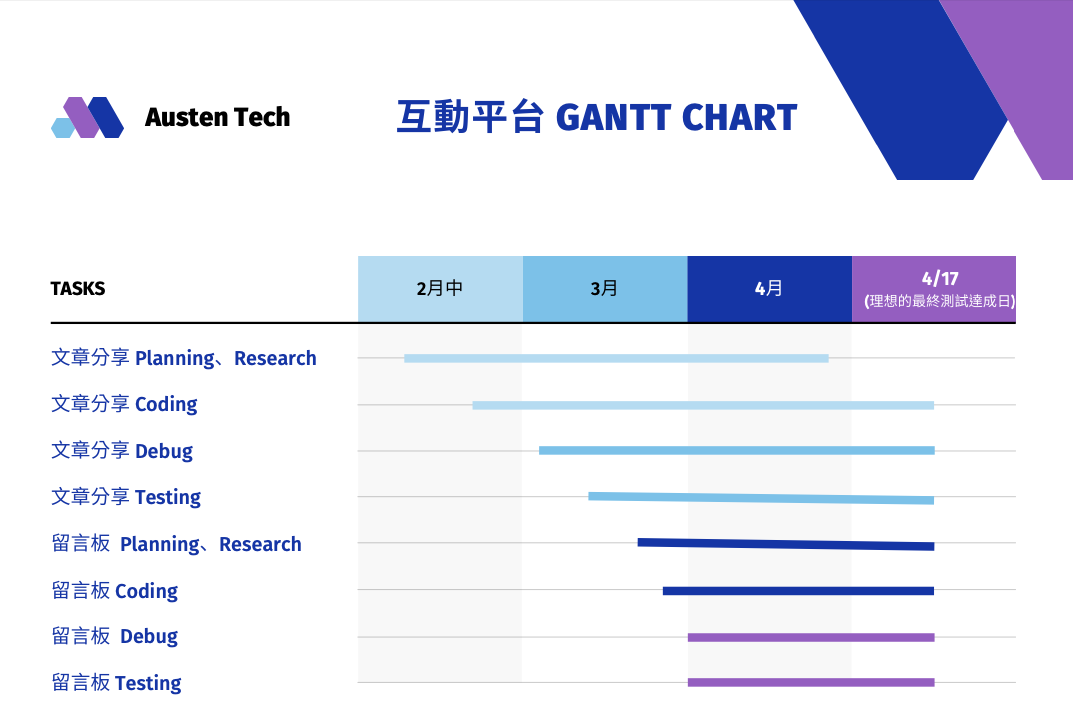 Austen Tech
互動平台 GANTT CHART
TASKS
2月中
3月
4月
4/17
(理想的最終測試達成日)
文章分享 Planning、Research
文章分享 Coding
文章分享 Debug
文章分享 Testing
留言板 Planning、Research
留言板 Coding
留言板 Debug
留言板 Testing